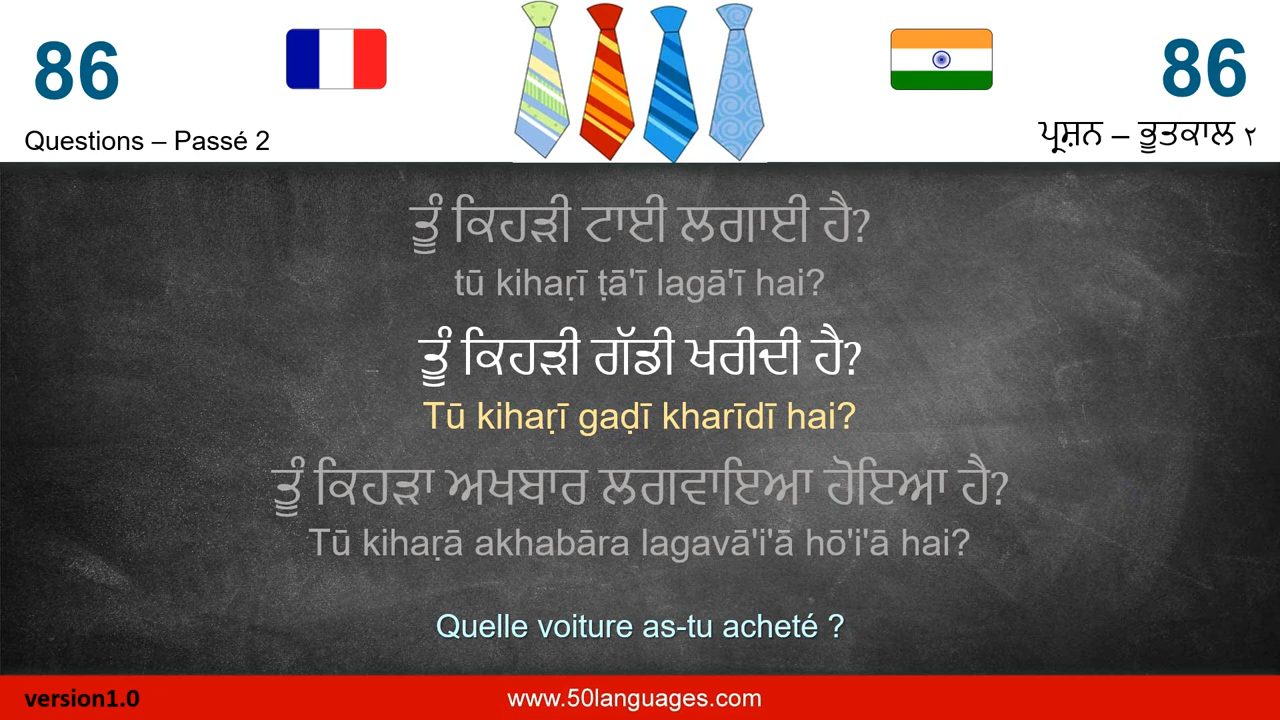 86
86
Questions – Passé 2
ਪ੍ਰਸ਼ਨ – ਭੂਤਕਾਲ ੨
ਤੂੰ ਕਿਹੜੀ ਟਾਈ ਲਗਾਈ ਹੈ?
tū kihaṛī ṭā'ī lagā'ī hai?
ਤੂੰ ਕਿਹੜੀ ਗੱਡੀ ਖਰੀਦੀ ਹੈ?
Tū kihaṛī gaḍī kharīdī hai?
ਤੂੰ ਕਿਹੜਾ ਅਖਬਾਰ ਲਗਵਾਇਆ ਹੋਇਆ ਹੈ?
Tū kihaṛā akhabāra lagavā'i'ā hō'i'ā hai?
Quelle voiture as-tu acheté ?
version1.0
www.50languages.com